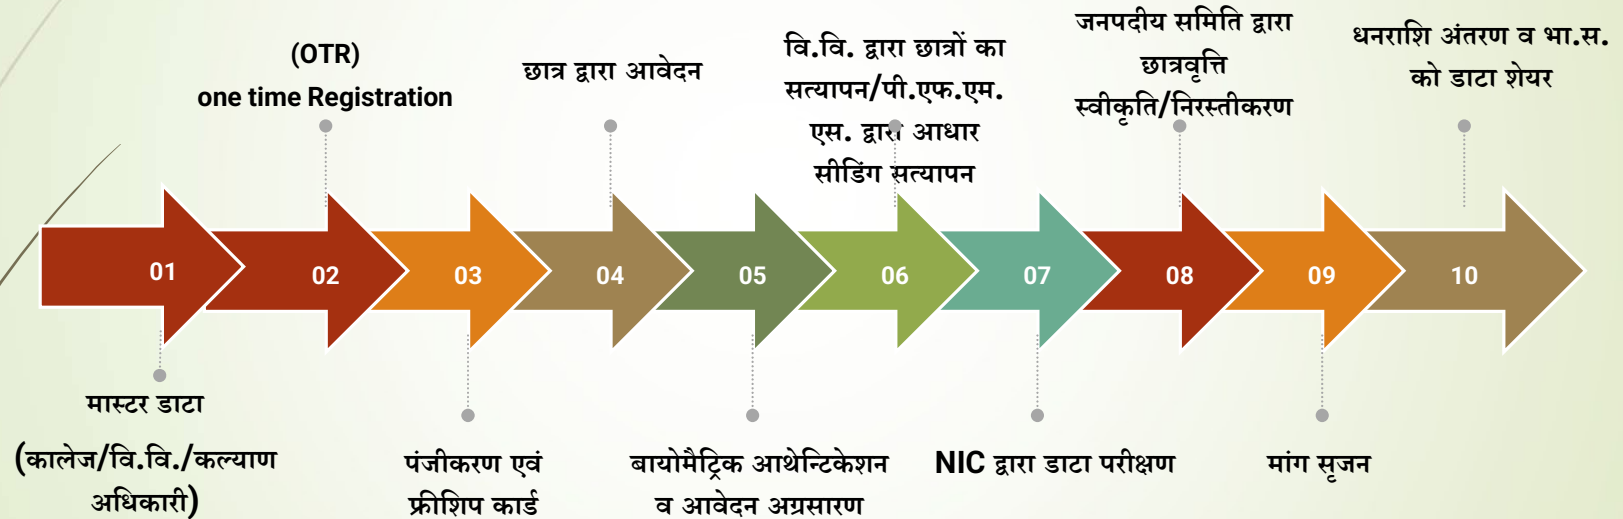 मास्टर डाटा
(कालेज/वि.वि./कल्याण
अधिकारी)
01
(OTR)
one time Registration
02
पंजीकरण एवं
फ्रीशिप कार्ड
03
छात्र द्वारा आवेदन
04
बायोमैट्रिक आथेन्टिकेशन
व आवेदन अग्रसारण
05
वि.वि. द्वारा छात्रों का
सत्यापन/पी.एफ.एम.
एस. द्वारा आधार
सीडिंग सत्यापन
06
NIC द्वारा डाटा परीक्षण
07
जनपदीय समिति द्वारा
छात्रवृत्ति
स्वीकृति/निरस्तीकरण
08
मांग सृजन
09
धनराशि अंतरण व भा.स.
को डाटा शेयर
10